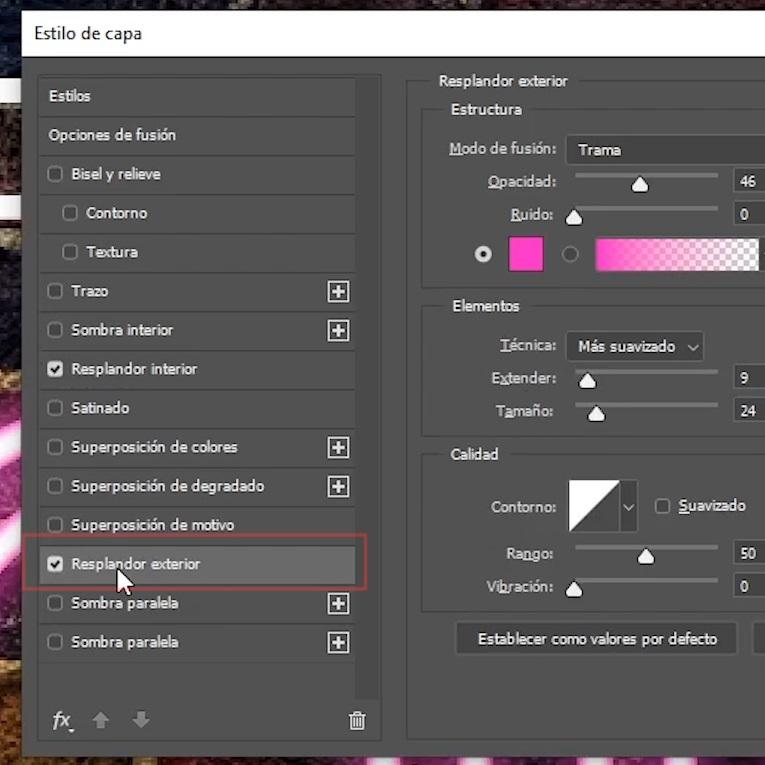 Estilo de capa
Estilos
Opciones de fusión
Bisel y relieve
Contorno
Textura
Trazo
Sombra interior
Resplandor interior
Satinado
Superposición de colores
Superposición de degradado
Superposición de motivo
Resplandor exterior
Sombra paralela
Sombra paralela
fx
Resplandor exterior
Estructura
Modo de fusión: Trama
Opacidad: 46
Ruido: 0
Elementos
Técnica: Más suavizado
Extender: 9
Tamaño: 24
Calidad
Contorno: Suavizado
Rango: 50
Vibración: 0
Establecer como valores por defecto